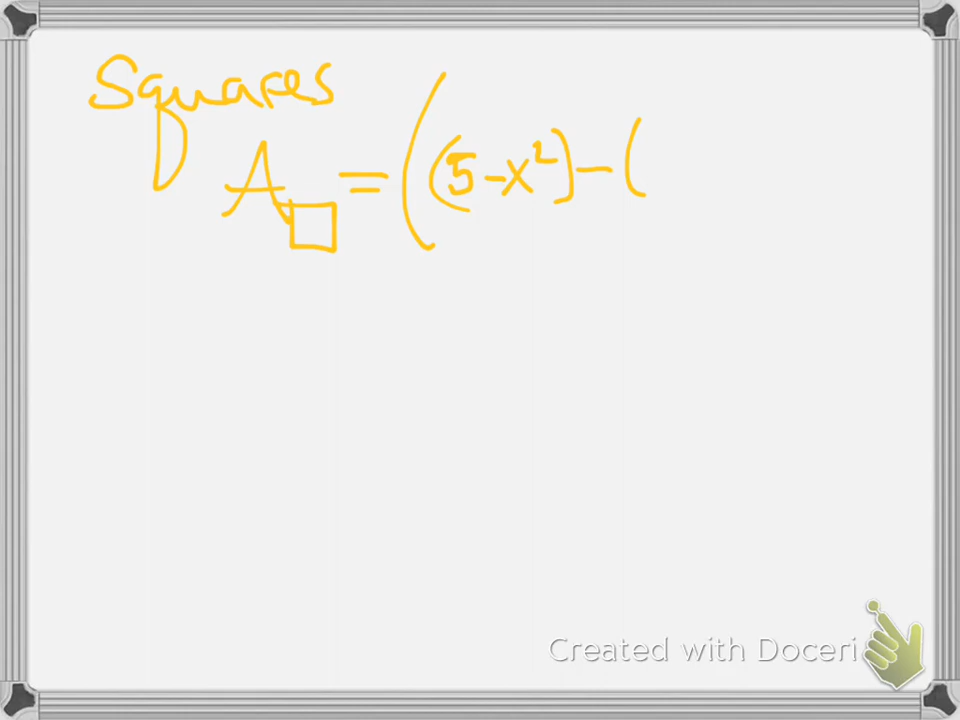 Squares
A□ = ((5-x²)-(
Created with Doceri